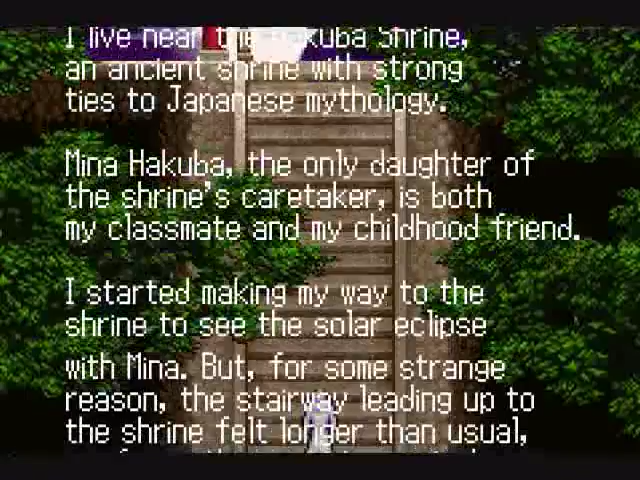 I live near the Hakuba Shrine,
an ancient shrine with strong
ties to Japanese mythology.
Mina Hakuba, the only daughter of
the shrine's caretaker, is both
my classmate and my childhood friend.
I started making my way to the
shrine to see the solar eclipse
with Mina. But, for some strange
reason, the stairway leading up to
the shrine felt longer than usual,